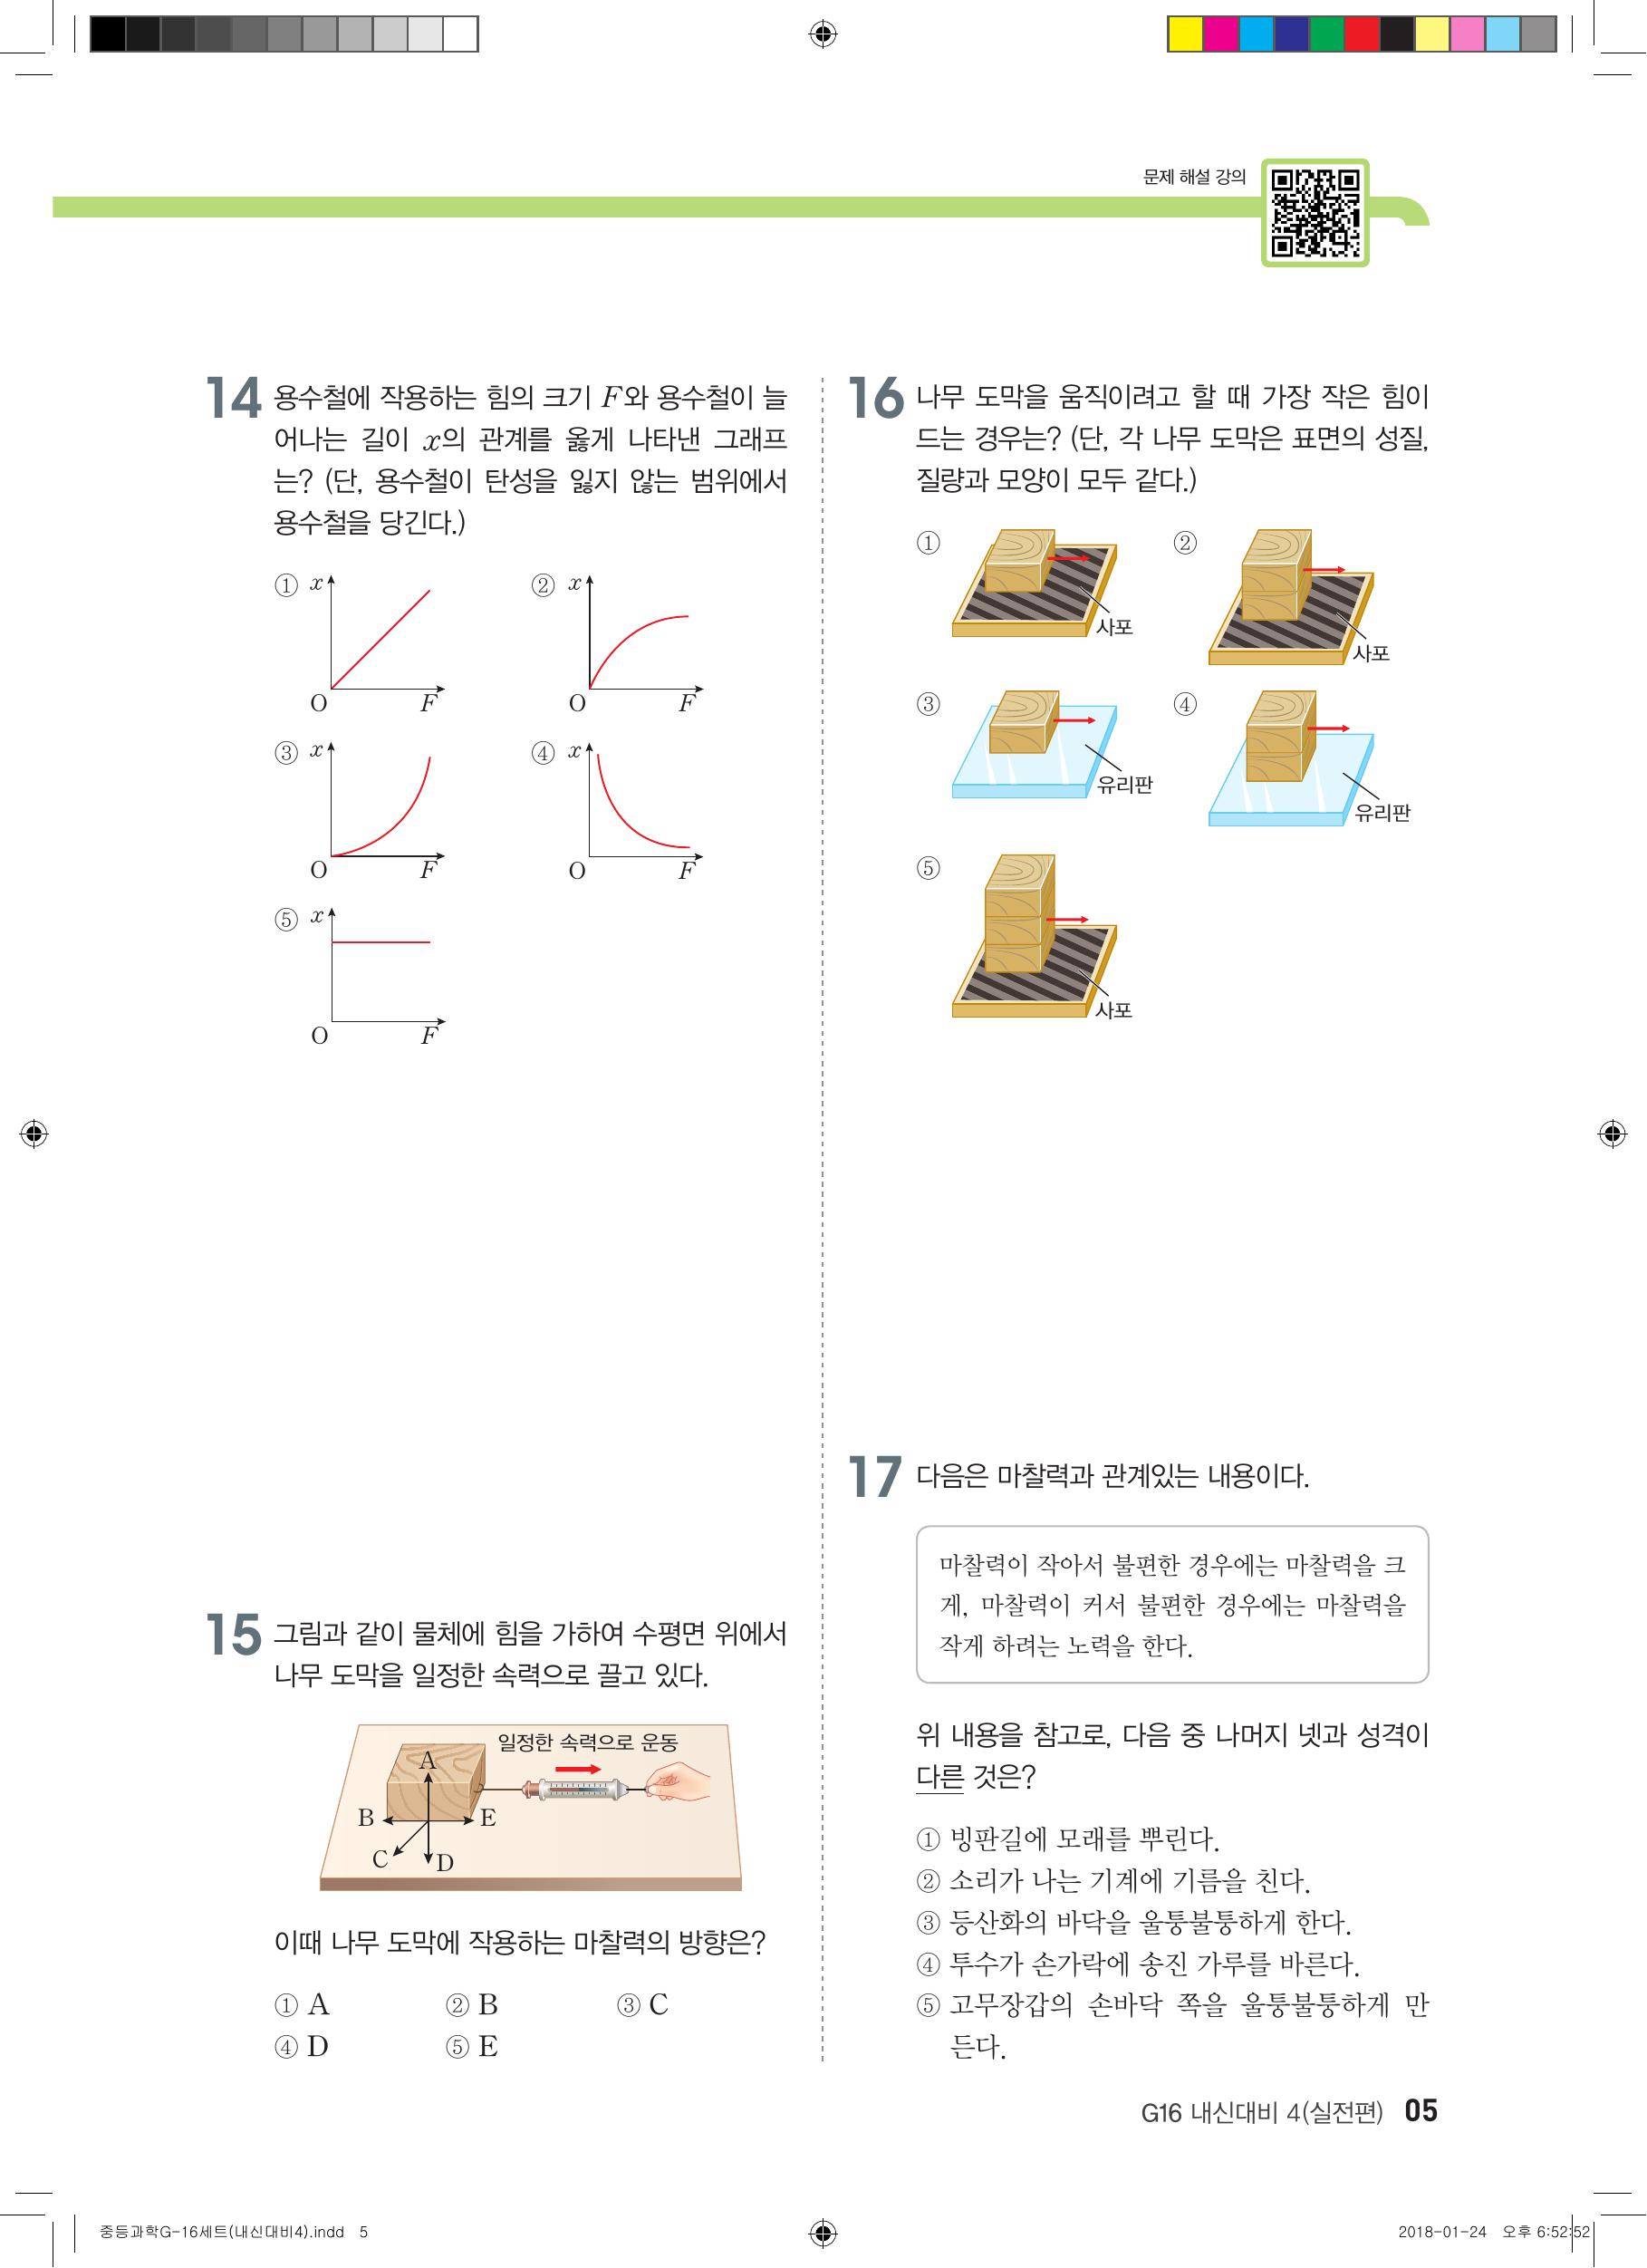 문제 해설 강의
14 용수철에 작용하는 힘의 크기 F와 용수철이 늘
어나는 길이 x의 관계를 옳게 나타낸 그래프
는? (단, 용수철이 탄성을 잃지 않는 범위에서
용수철을 당긴다.)
① x O F
② x O F
③ x O F
④ x O F
⑤ x O F
15 그림과 같이 물체에 힘을 가하여 수평면 위에서
나무 도막을 일정한 속력으로 끌고 있다.
일정한 속력으로 운동
A
B E
C D
이때 나무 도막에 작용하는 마찰력의 방향은?
① A ② B ③ C
④ D ⑤ E
16 나무 도막을 움직이려고 할 때 가장 작은 힘이
드는 경우는? (단, 각 나무 도막은 표면의 성질,
질량과 모양이 모두 같다.)
① 사포
② 사포
③ 유리판
④ 유리판
⑤ 사포
17 다음은 마찰력과 관계있는 내용이다.
마찰력이 작아서 불편한 경우에는 마찰력을 크
게, 마찰력이 커서 불편한 경우에는 마찰력을
작게 하려는 노력을 한다.
위 내용을 참고로, 다음 중 나머지 넷과 성격이
다른 것은?
① 빙판길에 모래를 뿌린다.
② 소리가 나는 기계에 기름을 친다.
③ 등산화의 바닥을 울퉁불퉁하게 한다.
④ 투수가 손가락에 송진 가루를 바른다.
⑤ 고무장갑의 손바닥 쪽을 울퉁불퉁하게 만
든다.
G16 내신대비 4(실전편) 05
중등과학G-16세트(내신대비4).indd 5
2018-01-24 오후 6:52:52